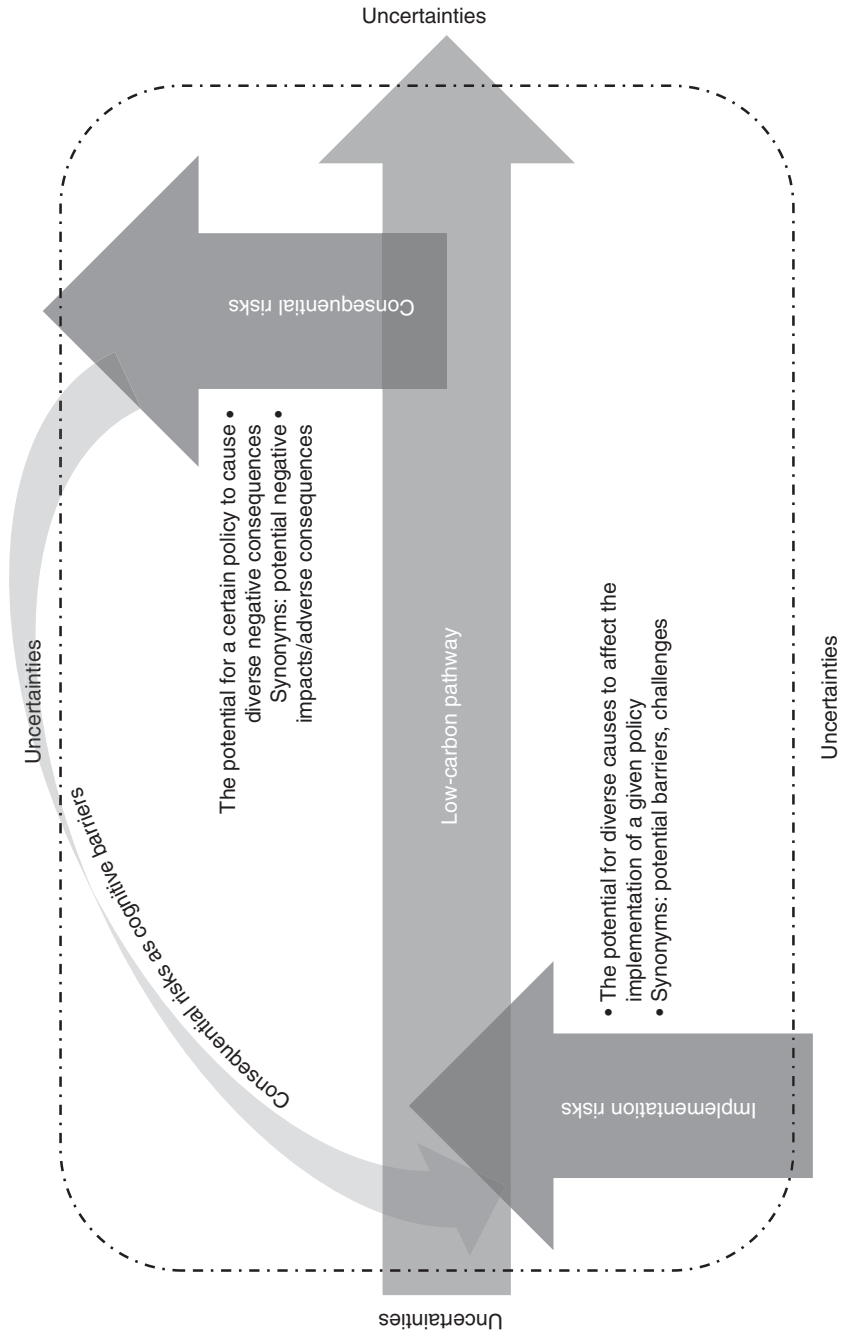 Uncertainties
Uncertainties
Consequential risks as cognitive barriers
Consequential risks
The potential for a certain policy to cause •
diverse negative consequences
Synonyms: potential negative •
impacts/adverse consequences
Low-carbon pathway
• The potential for diverse causes to affect the
implementation of a given policy
• Synonyms: potential barriers, challenges
Implementation risks
Uncertainties
Uncertainties